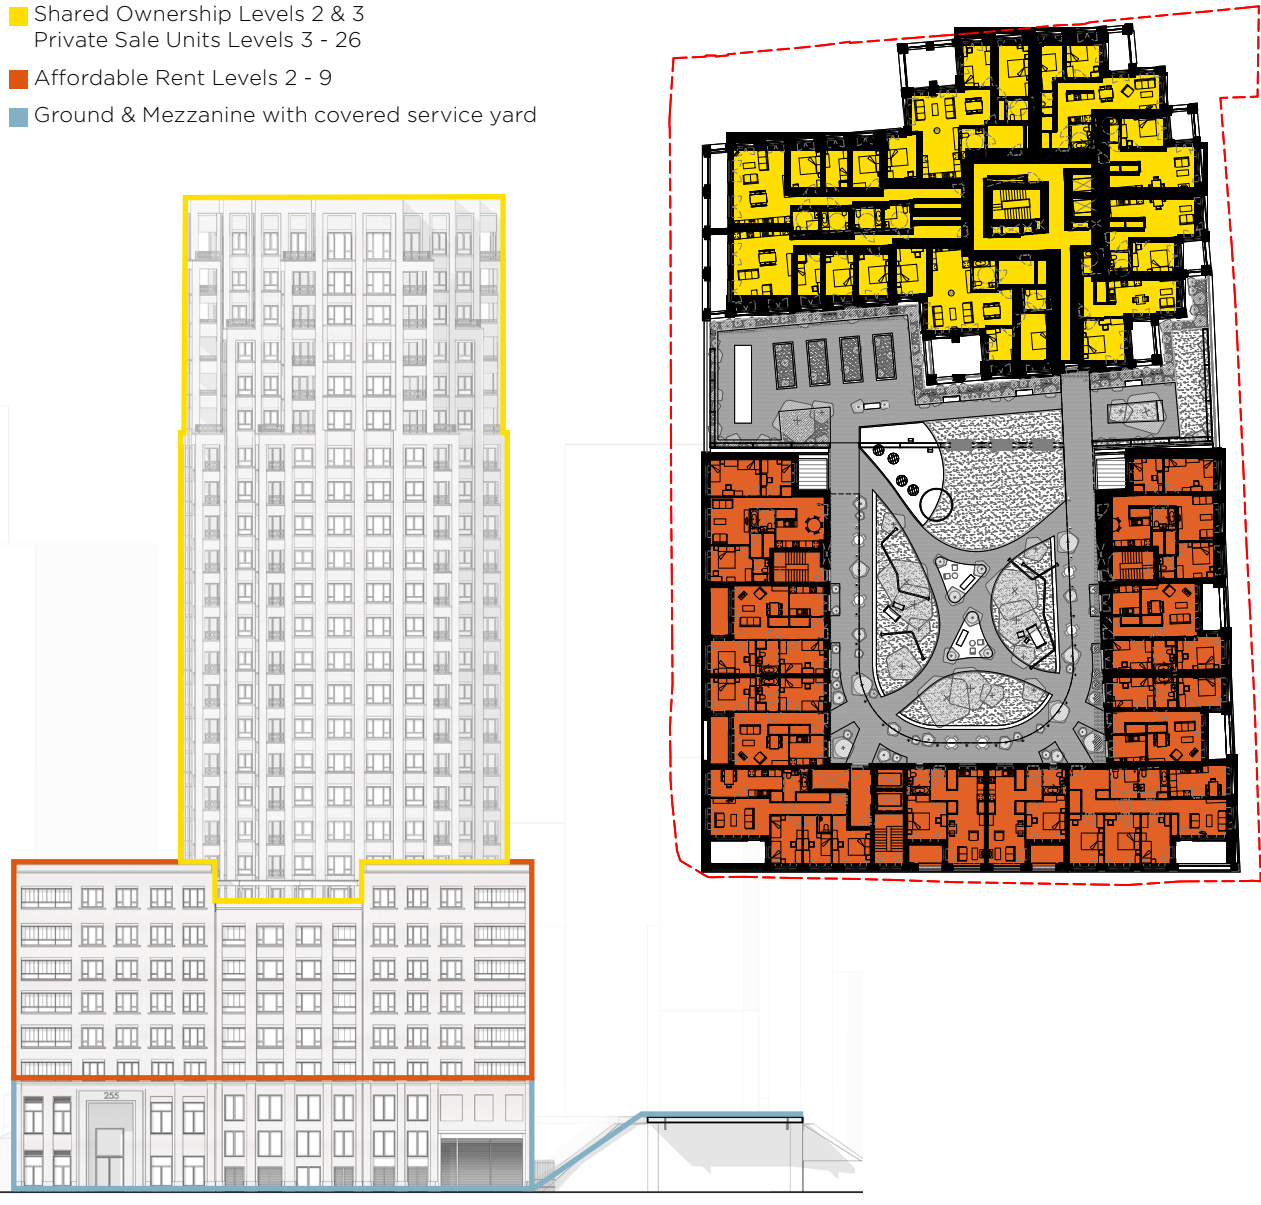 Shared Ownership Levels 2 & 3
Private Sale Units Levels 3 - 26
Affordable Rent Levels 2 - 9
Ground & Mezzanine with covered service yard
255